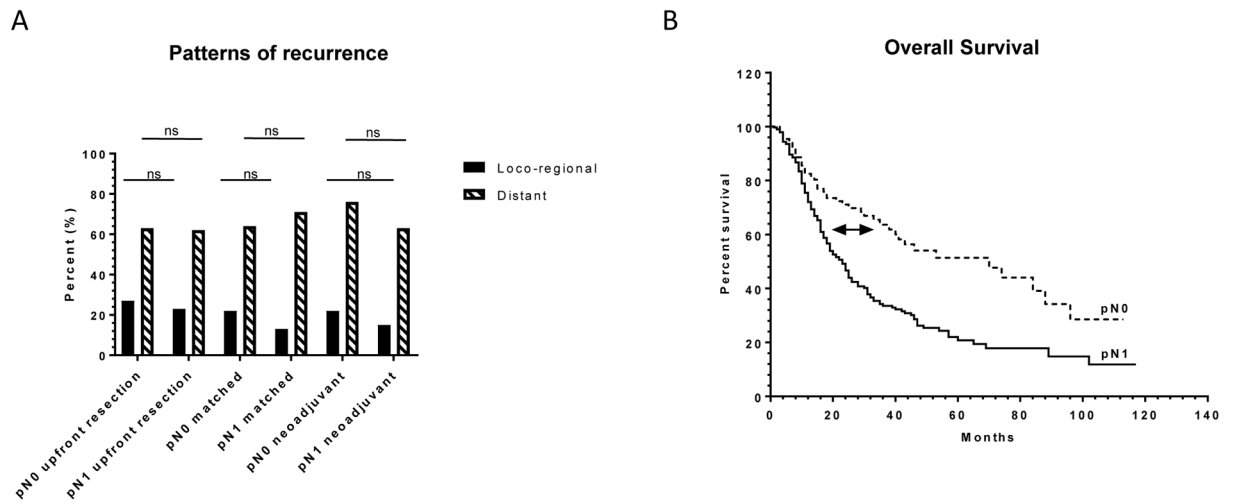 A
Patterns of recurrence
ns
ns
ns
ns
ns
ns
100
80
60
40
20
0
Percent (%)
pN0 upfront resection
pN1 upfront resection
pN0 matched
pN1 matched
pN0 neoadjuvant
pN1 neoadjuvant
Loco-regional
Distant
B
Overall Survival
120
100
80
60
40
20
0
Percent survival
pN0
pN1
0
20
40
60
80
100
120
140
Months